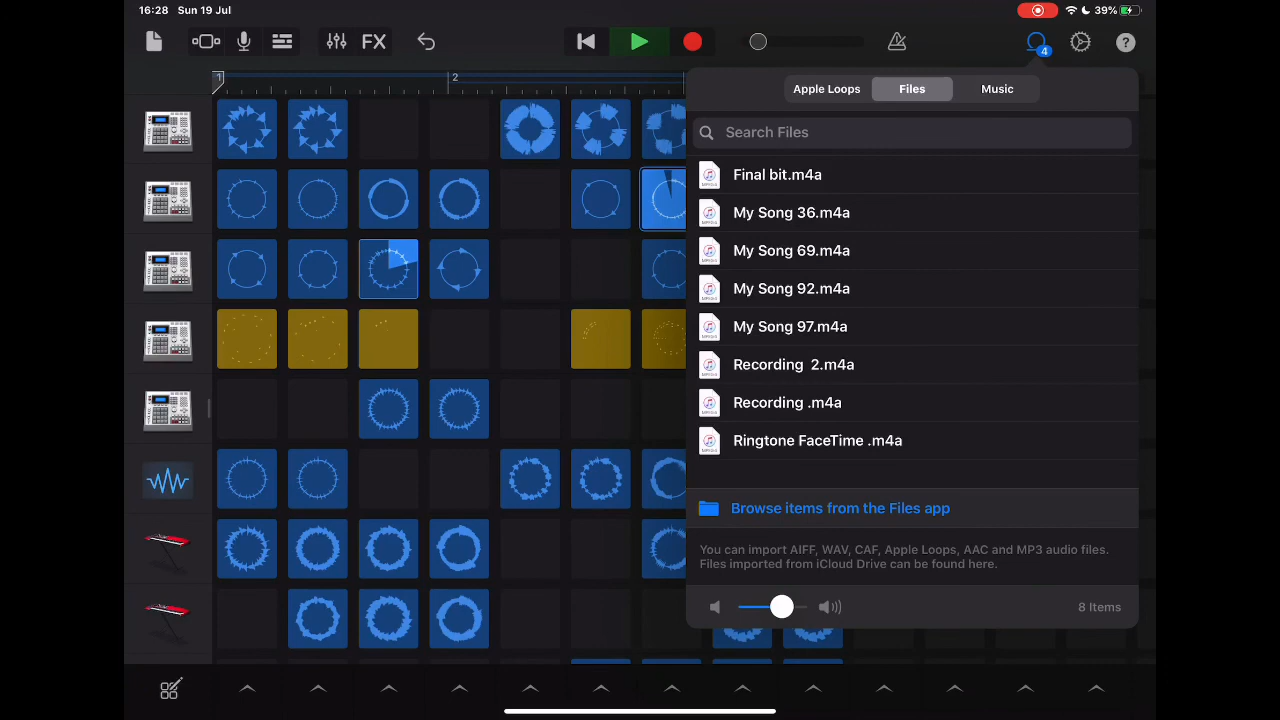 16:28 Sun 19 Jul
39%
FX
4
?
1
2
Apple Loops
Files
Music
Search Files
Final bit.m4a
My Song 36.m4a
My Song 69.m4a
My Song 92.m4a
My Song 97.m4a
Recording  2.m4a
Recording .m4a
Ringtone FaceTime .m4a
Browse items from the Files app
You can import AIFF, WAV, CAF, Apple Loops, AAC and MP3 audio files.
Files imported from iCloud Drive can be found here.
8 Items